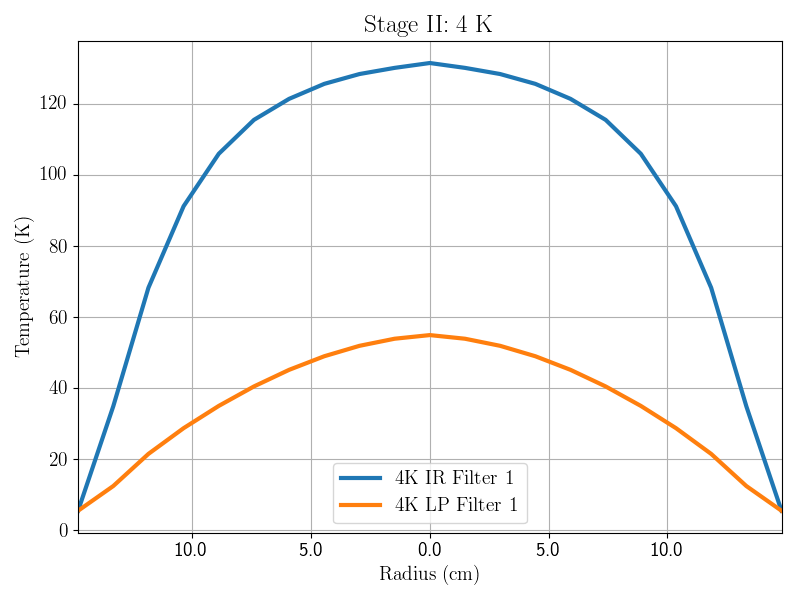 Stage II: 4 K
Temperature (K)
120
100
80
60
40
20
0
4K IR Filter 1
4K LP Filter 1
10.0 5.0 0.0 5.0 10.0
Radius (cm)